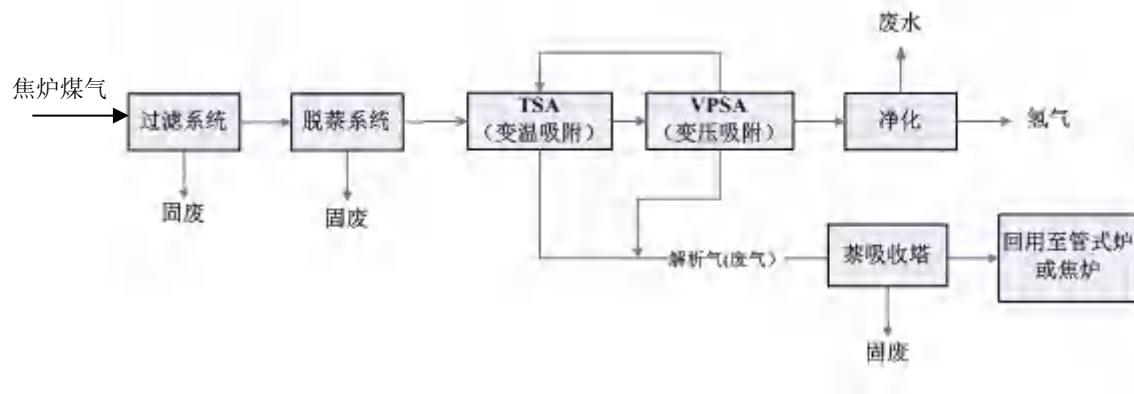 废水
焦炉煤气
过滤系统
脱萘系统
TSA
（变温吸附）
VPSA
（变压吸附）
净化
氢气
固废
固废
解析气(废气）
萘吸收塔
回用至管式炉
或焦炉
固废